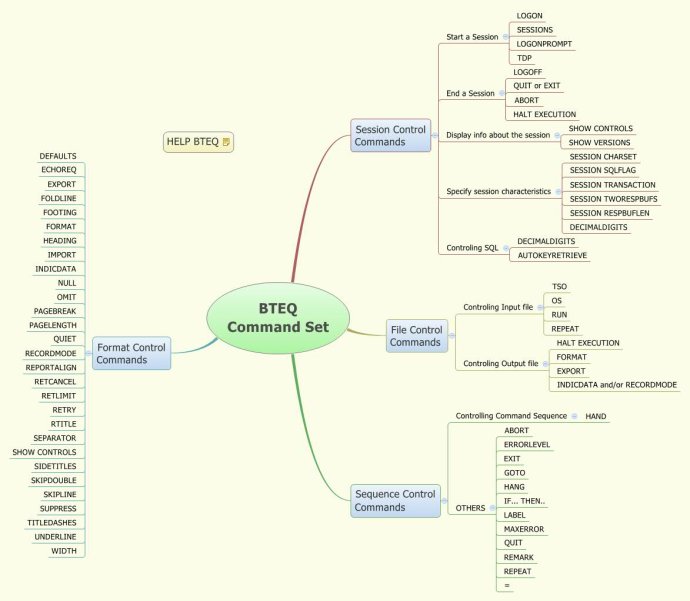 BTEQ
Command Set
HELP BTEQ
Session Control
Commands
Start a Session
LOGON
SESSIONS
LOGONPROMPT
TDP
End a Session
LOGOFF
QUIT or EXIT
ABORT
HALT EXECUTION
Display info about the session
SHOW CONTROLS
SHOW VERSIONS
Specify session characteristics
SESSION CHARSET
SESSION SQLFLAG
SESSION TRANSACTION
SESSION TWORESPBUFS
SESSION RESPBUFLEN
DECIMALDIGITS
Controling SQL
DECIMALDIGITS
AUTOKEYRETRIEVE
File Control
Commands
Controling Input file
TSO
OS
RUN
REPEAT
Controling Output file
HALT EXECUTION
FORMAT
EXPORT
INDICDATA and/or RECORDMODE
Sequence Control
Commands
Controlling Command Sequence
HAND
OTHERS
ABORT
ERRORLEVEL
EXIT
GOTO
HANG
IF... THEN..
LABEL
MAXERROR
QUIT
REMARK
REPEAT
=
Format Control
Commands
DEFAULTS
ECHOREQ
EXPORT
FOLDLINE
FOOTING
FORMAT
HEADING
IMPORT
INDICDATA
NULL
OMIT
PAGEBREAK
PAGELENGTH
QUIET
RECORDMODE
REPORTALIGN
RETCANCEL
RETLIMIT
RETRY
RTITLE
SEPARATOR
SHOW CONTROLS
SIDETITLES
SKIPDOUBLE
SKIPLINE
SUPPRESS
TITLEDASHES
UNDERLINE
WIDTH